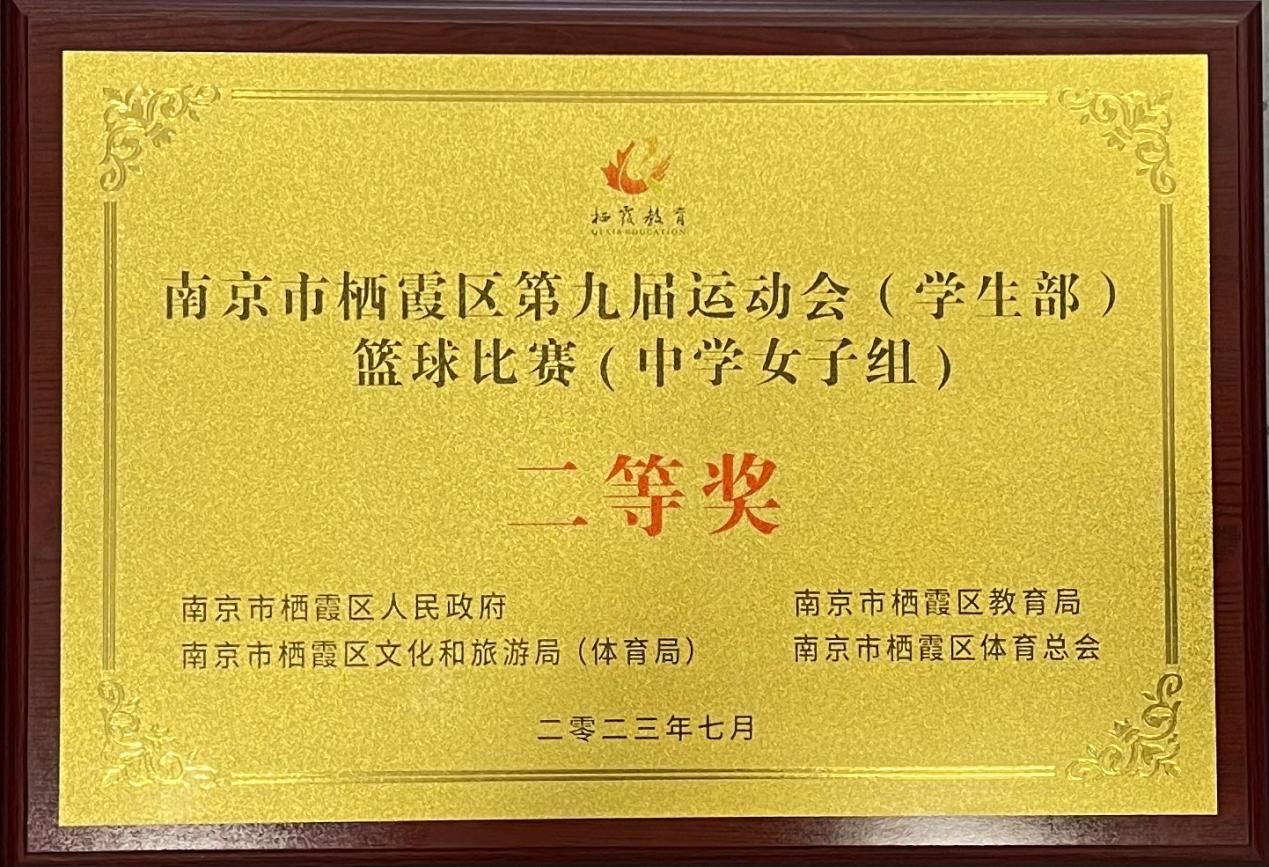 栖霞教育
QIXIA EDUCATION
南京市栖霞区第九届运动会（学生部）
篮球比赛（中学女子组）
二等奖
南京市栖霞区人民政府
南京市栖霞区教育局
南京市栖霞区文化和旅游局（体育局）
南京市栖霞区体育总会
二零二三年七月